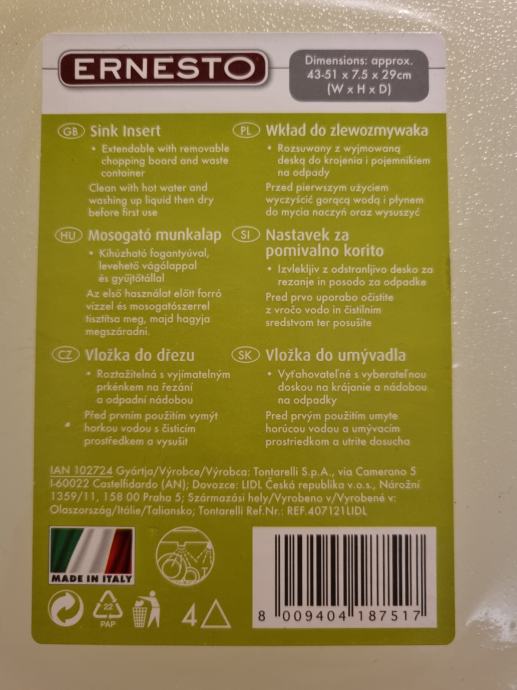 ERNESTO
Dimensions: approx.
43-51 x 7.5 x 29cm
(W x H x D)
GB Sink Insert
• Extendable with removable
chopping board and waste
container
Clean with hot water and
washing up liquid then dry
before first use
PL Wkład do zlewozmywaka
• Rozsuwany z wyjmowaną
deską do krojenia i pojemnikiem
na odpady
Przed pierwszym użyciem
wyczyścić gorącą wodą i płynem
do mycia naczyń oraz wysuszyć
HU Mosogató munkalap
• Kihúzható fogantyúval,
levehető vágólappal
és gyűjtőtállal
Az első használat előtt forró
vízzel és mosogatószerrel
tisztítsa meg, majd hagyja
megszáradni.
SI Nastavek za
pomivalno korito
• Izvlekljiv z odstranljivo desko za
rezanje in posodo za odpadke
Pred prvo uporabo očistite
z vročo vodo in čistilnim
sredstvom ter posušite
CZ Vložka do dřezu
• Roztažitelná s vyjímatelným
prkénkem na řezání
a odpadní nádobou
Před prvním použitím vymýt
horkou vodou s čisticím
prostředkem a vysušit
SK Vložka do umývadla
• Vyťahovateľné s vyberateľnou
doskou na krájanie a nádobou
na odpadky
Pred prvým použitím umyte
horúcou vodou a umývacím
prostriedkom a utrite dosucha
IAN 102724 Gyártja/Výrobce/Výrobca: Tontarelli S.p.A., via Camerano 5
I-60022 Castelfidardo (AN); Dovozce: LIDL Česká republika v.o.s., Nárožní
1359/11, 158 00 Praha 5; Származási hely/Vyrobeno v/Vyrobené v:
Olaszország/Itálie/Taliansko; Tontarelli Ref.Nr.: REF.407121LIDL
MADE IN ITALY
22
PAP
4
8 009404 187517